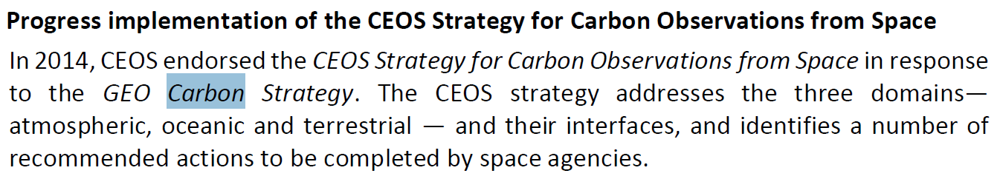 Progress implementation of the CEOS Strategy for Carbon Observations from Space
In 2014, CEOS endorsed the CEOS Strategy for Carbon Observations from Space in response
to the GEO Carbon Strategy. The CEOS strategy addresses the three domains—
atmospheric, oceanic and terrestrial — and their interfaces, and identifies a number of
recommended actions to be completed by space agencies.